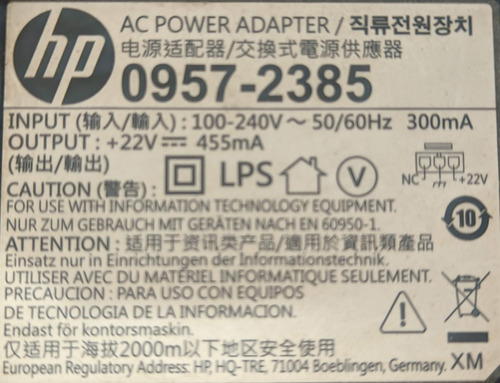 hp
AC POWER ADAPTER / 직류전원장치
电源适配器/交換式電源供應器
0957-2385
INPUT (输入/輸入) : 100-240V ~ 50/60Hz 300mA
OUTPUT : +22V ⎓ 455mA
(输出/輸出)
LPS
V
NC
+22V
CAUTION (警告) :
FOR USE WITH INFORMATION TECHNOLOGY EQUIPMENT.
NUR ZUM GEBRAUCH MIT GERÄTEN NACH EN 60950-1.
10
ATTENTION : 适用于资讯类产品/適用於資訊類產品
Einsatz nur in Einrichtungen der Informationstechnik.
UTILISER AVEC DU MATERIEL INFORMATIQUE SEULEMENT.
PRECAUCION : PARA USO CON EQUIPOS
DE TECNOLOGIA DE LA INFORMACION.
Endast för kontorsmaskin.
仅适用于海拔2000m以下地区安全使用
European Regulatory Address: HP, HQ-TRE, 71004 Boeblingen, Germany. XM